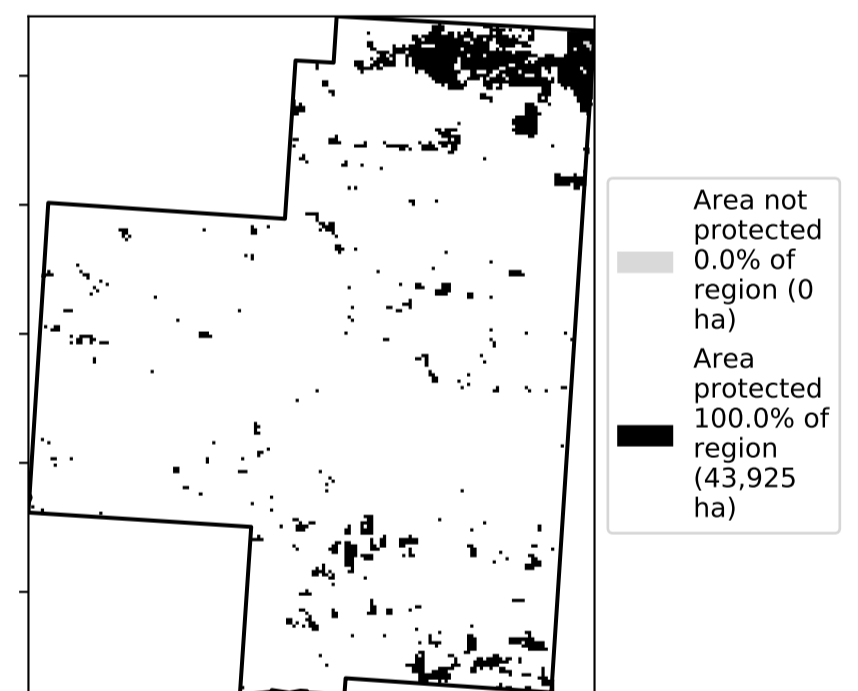 Area not
protected
0.0% of
region (0
ha)
Area
protected
100.0% of
region
(43,925
ha)